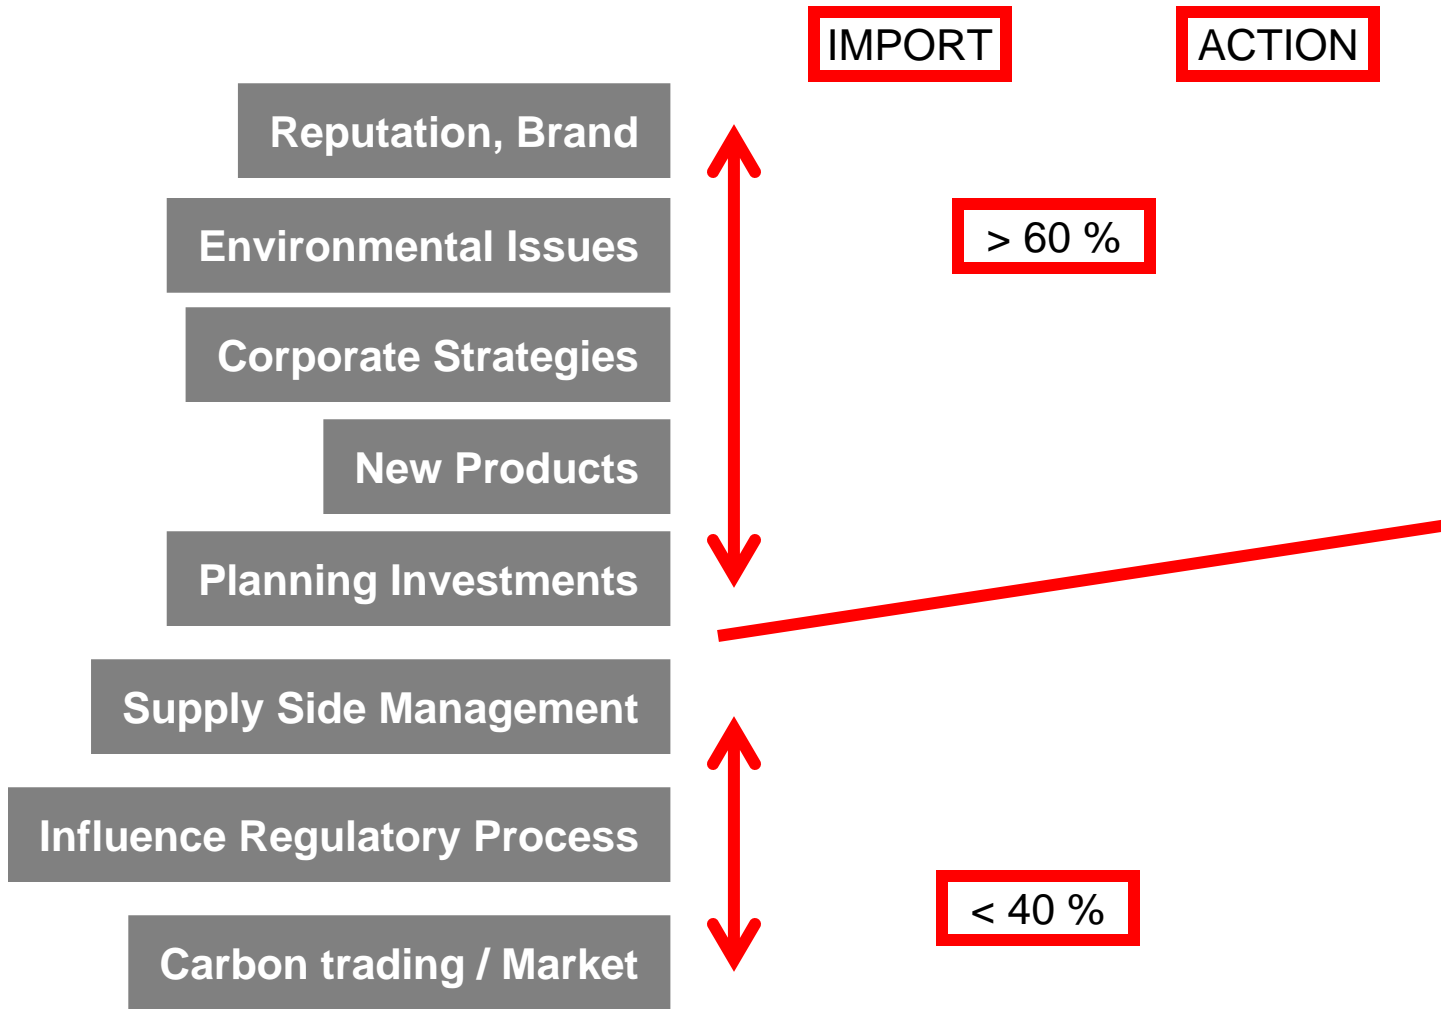 IMPORT
ACTION
Reputation, Brand
Environmental Issues
> 60 %
Corporate Strategies
New Products
Planning Investments
Supply Side Management
Influence Regulatory Process
< 40 %
Carbon trading / Market